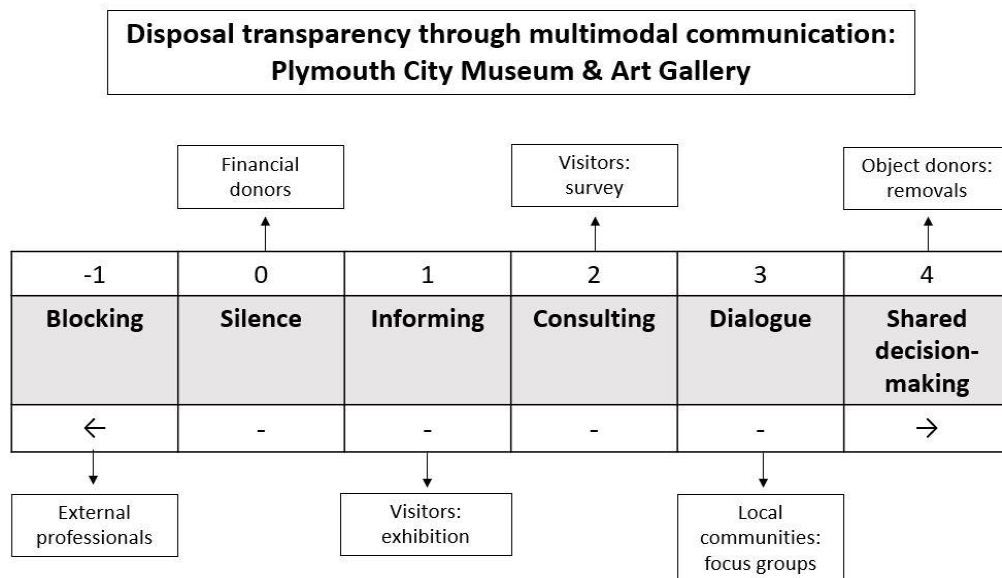 Disposal transparency through multimodal communication:
Plymouth City Museum & Art Gallery
Financial
donors
Visitors:
survey
Object donors:
removals
-1
0
1
2
3
4
Blocking
Silence
Informing
Consulting
Dialogue
Shared
decision-
making
←
-
-
-
-
→
External
professionals
Visitors:
exhibition
Local
communities:
focus groups